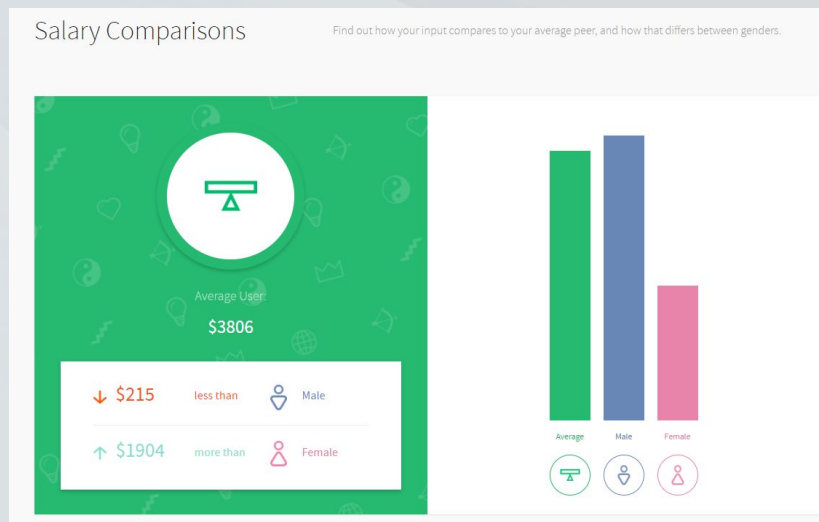 Salary Comparisons
Find out how your input compares to your average peer, and how that differs between genders.
Average User:
$3806
$215 less than Male
$1904 more than Female
Average Male Female